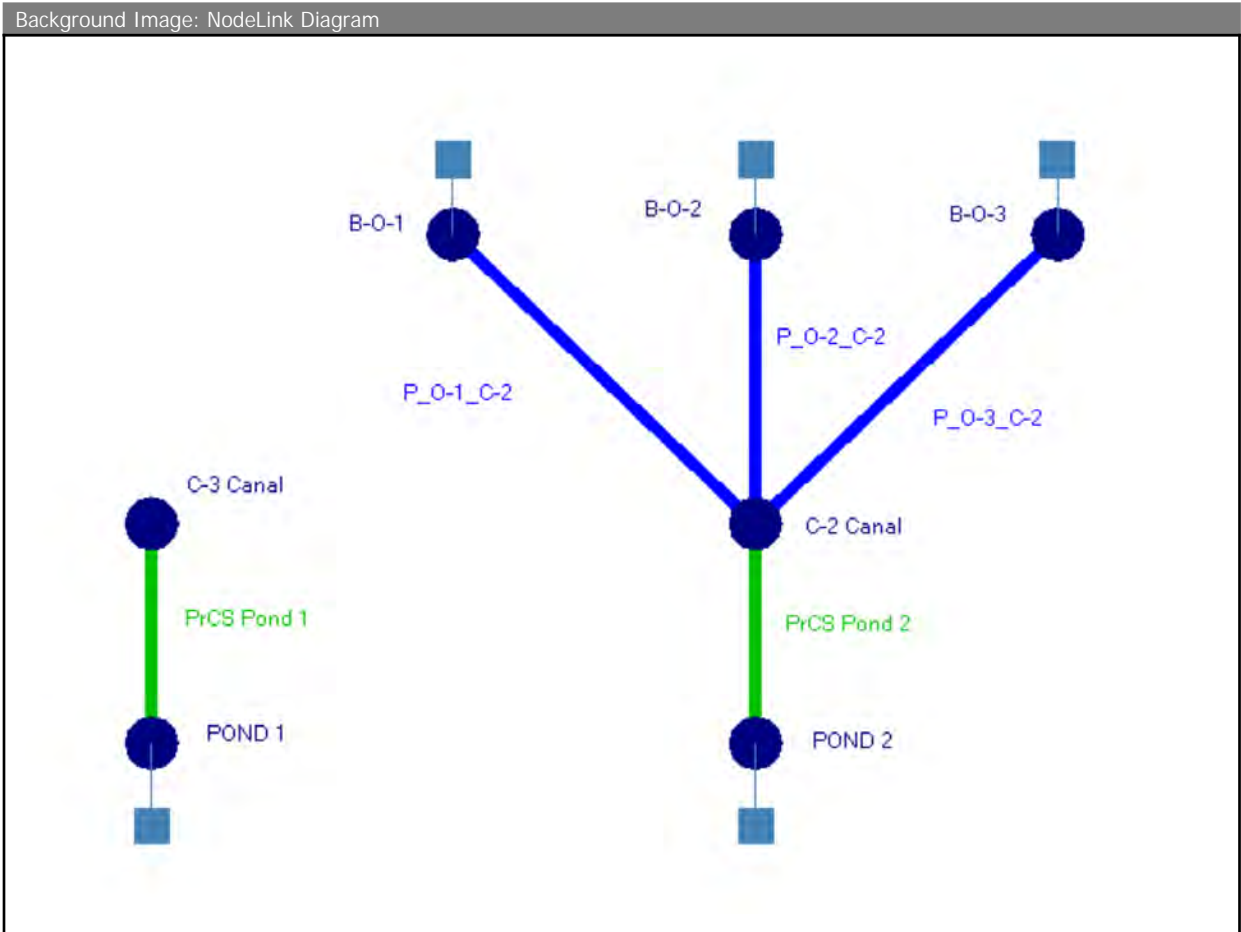 Background Image: NodeLink Diagram
B-O-1
B-O-2
B-O-3
P_O-2_C-2
P_O-1_C-2
P_O-3_C-2
C-3 Canal
C-2 Canal
PrCS Pond 1
PrCS Pond 2
POND 1
POND 2